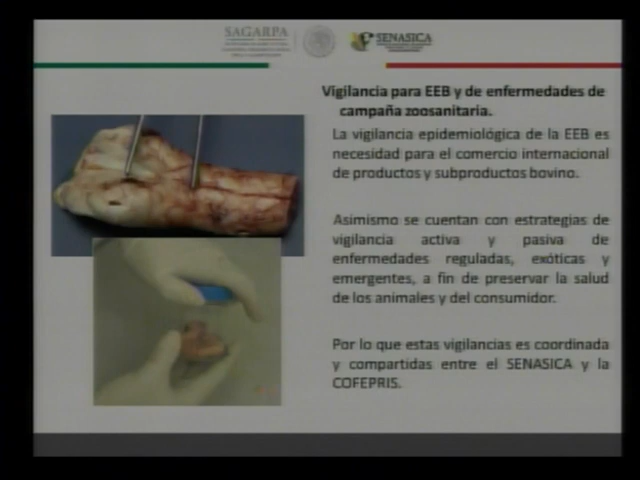 SAGARPA
SENASICA
Vigilancia para EEB y de enfermedades de
campaña zoosanitaria.
La vigilancia epidemiológica de la EEB es
necesidad para el comercio internacional
de productos y subproductos bovino.
Asimismo se cuentan con estrategias de
vigilancia activa y pasiva de
enfermedades reguladas, exóticas y
emergentes, a fin de preservar la salud
de los animales y del consumidor.
Por lo que estas vigilancias es coordinada
y compartidas entre el SENASICA y la
COFEPRIS.